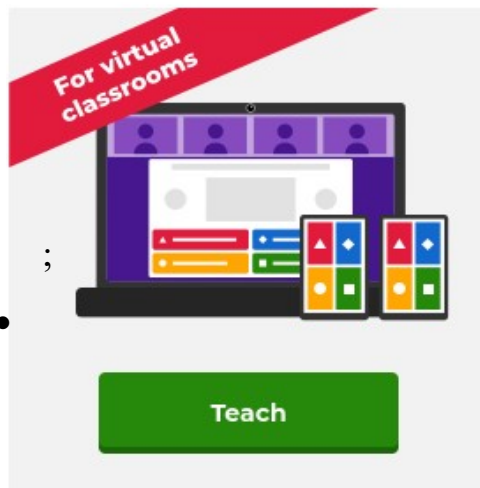 For virtual
classrooms
;
•
Teach